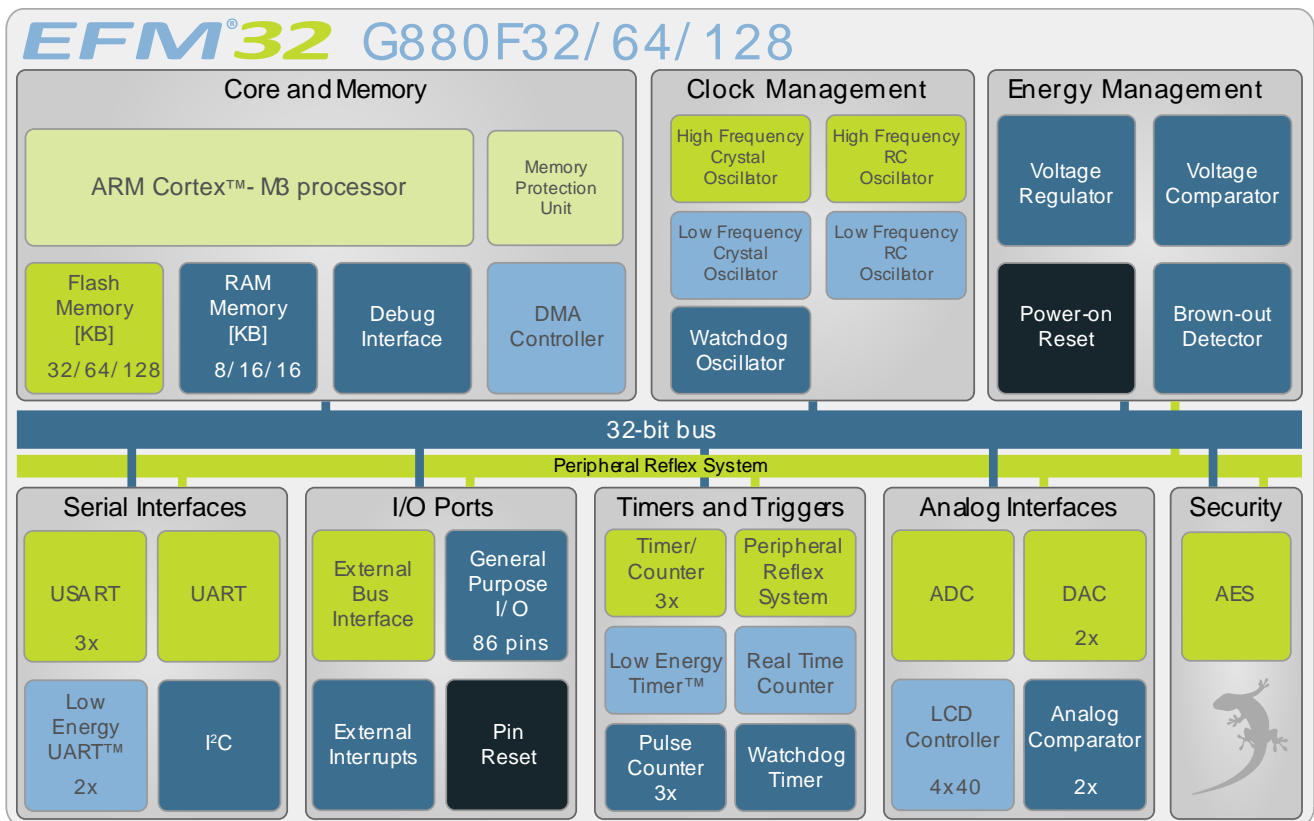 EFM®32 G880F32/64/128
Core and Memory
ARM Cortex™-M3 processor
Memory
Protection
Unit
Flash
Memory
[KB]
32/64/128
RAM
Memory
[KB]
8/16/16
Debug
Interface
DMA
Controller
Clock Management
High Frequency
Crystal
Oscillator
High Frequency
RC
Oscillator
Low Frequency
Crystal
Oscillator
Low Frequency
RC
Oscillator
Watchdog
Oscillator
Energy Management
Voltage
Regulator
Voltage
Comparator
Power-on
Reset
Brown-out
Detector
32-bit bus
Peripheral Reflex System
Serial Interfaces
USART
3x
UART
Low
Energy
UART™
2x
I²C
I/O Ports
External
Bus
Interface
General
Purpose
I/O
86 pins
External
Interrupts
Pin
Reset
Timers and Triggers
Timer/
Counter
3x
Peripheral
Reflex
System
Low Energy
Timer™
Real Time
Counter
Pulse
Counter
3x
Watchdog
Timer
Analog Interfaces
ADC
DAC
2x
LCD
Controller
4x40
Analog
Comparator
2x
Security
AES